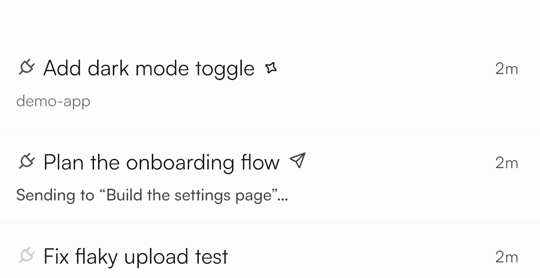 Add dark mode toggle 2m
demo-app
Plan the onboarding flow 2m
Sending to “Build the settings page”…
Fix flaky upload test 2m